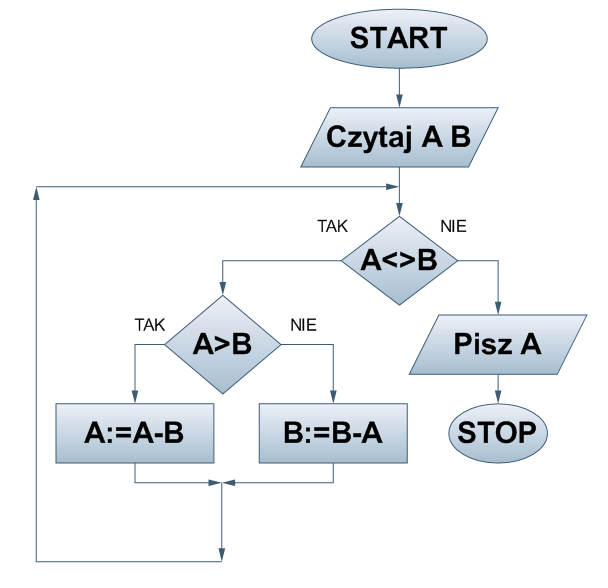 START
Czytaj A B
TAK
NIE
A<>B
TAK
NIE
A>B
Pisz A
A:=A-B
B:=B-A
STOP